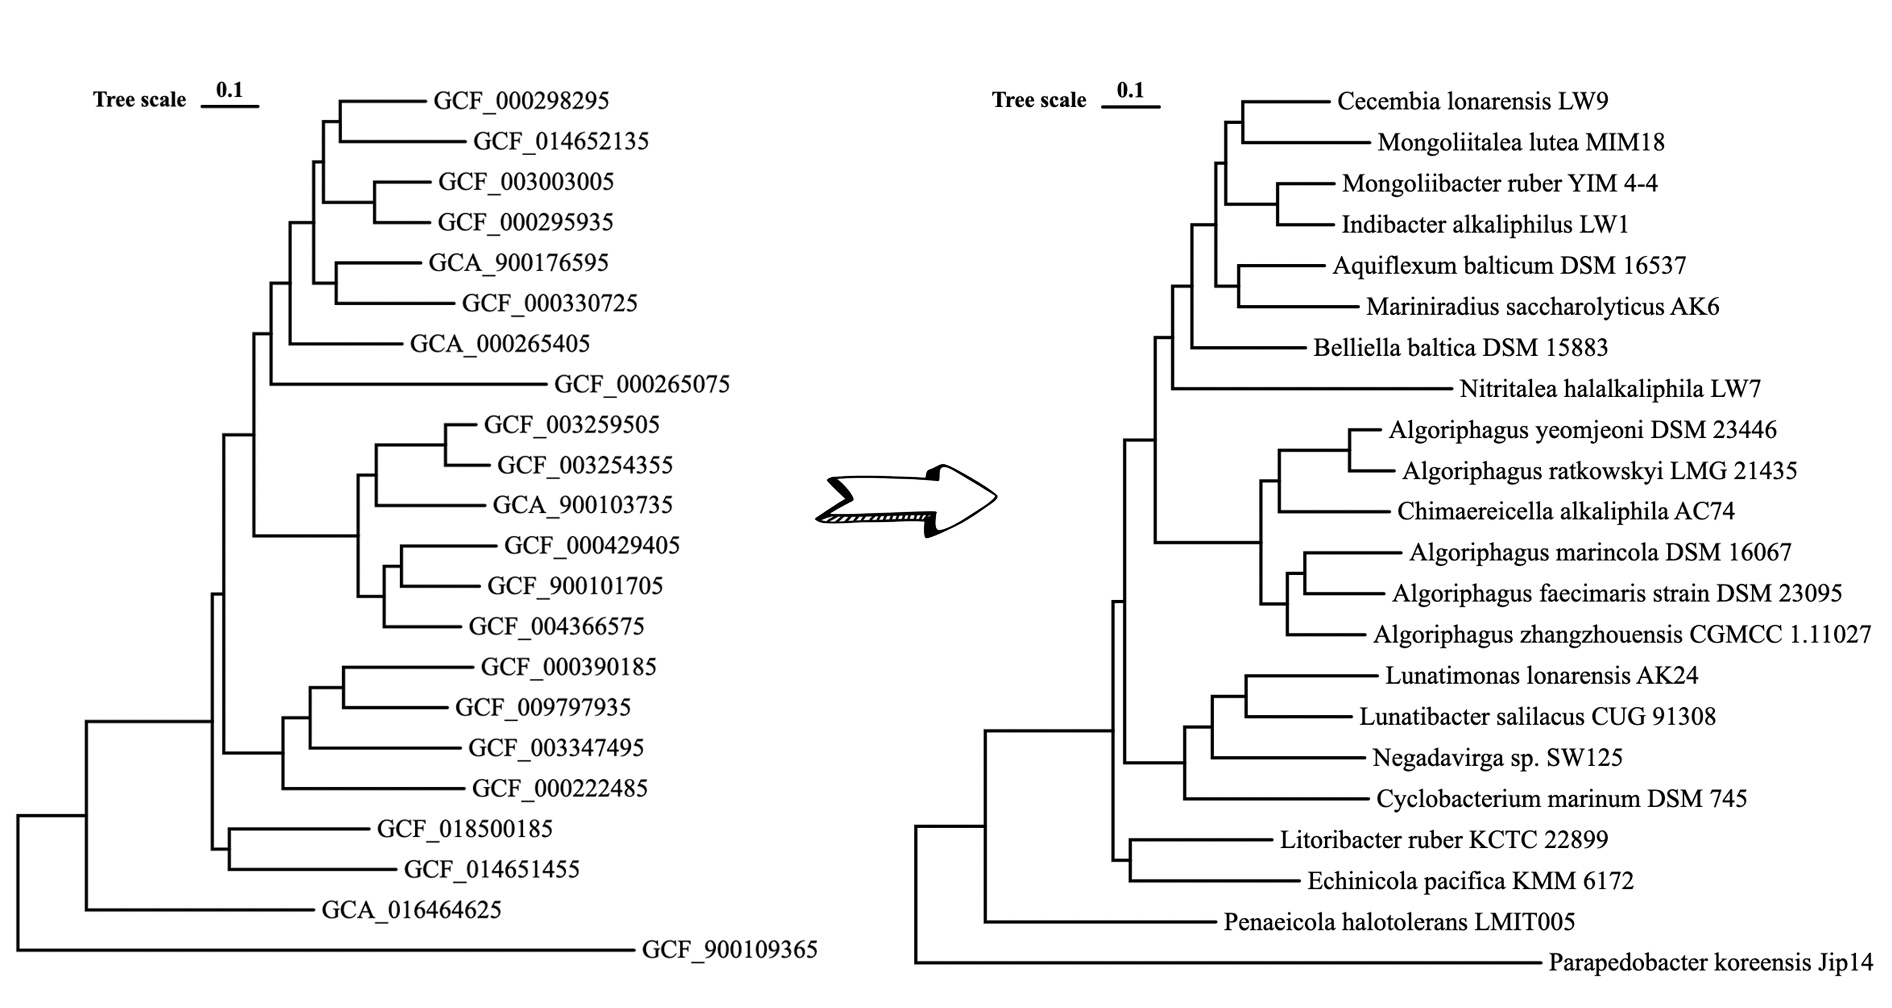 Tree scale 0.1
GCF_000298295
GCF_014652135
GCF_003003005
GCF_000295935
GCA_900176595
GCF_000330725
GCA_000265405
GCF_000265075
GCF_003259505
GCF_003254355
GCA_900103735
GCF_000429405
GCF_900101705
GCF_004366575
GCF_000390185
GCF_009797935
GCF_003347495
GCF_000222485
GCF_018500185
GCF_014651455
GCA_016464625
GCF_900109365
Tree scale 0.1
Cecembia lonarensis LW9
Mongoliitalea lutea MIM18
Mongoliibacter ruber YIM 4-4
Indibacter alkaliphilus LW1
Aquiflexum balticum DSM 16537
Mariniradius saccharolyticus AK6
Belliella baltica DSM 15883
Nitritalea halalkaliphila LW7
Algoriphagus yeomjeoni DSM 23446
Algoriphagus ratkowskyi LMG 21435
Chimaereicella alkaliphila AC74
Algoriphagus marincola DSM 16067
Algoriphagus faecimaris strain DSM 23095
Algoriphagus zhangzhouensis CGMCC 1.11027
Lunatimonas lonarensis AK24
Lunatibacter salilacus CUG 91308
Negadavirga sp. SW125
Cyclobacterium marinum DSM 745
Litoribacter ruber KCTC 22899
Echinicola pacifica KMM 6172
Penaeicola halotolerans LMIT005
Parapedobacter koreensis Jip14